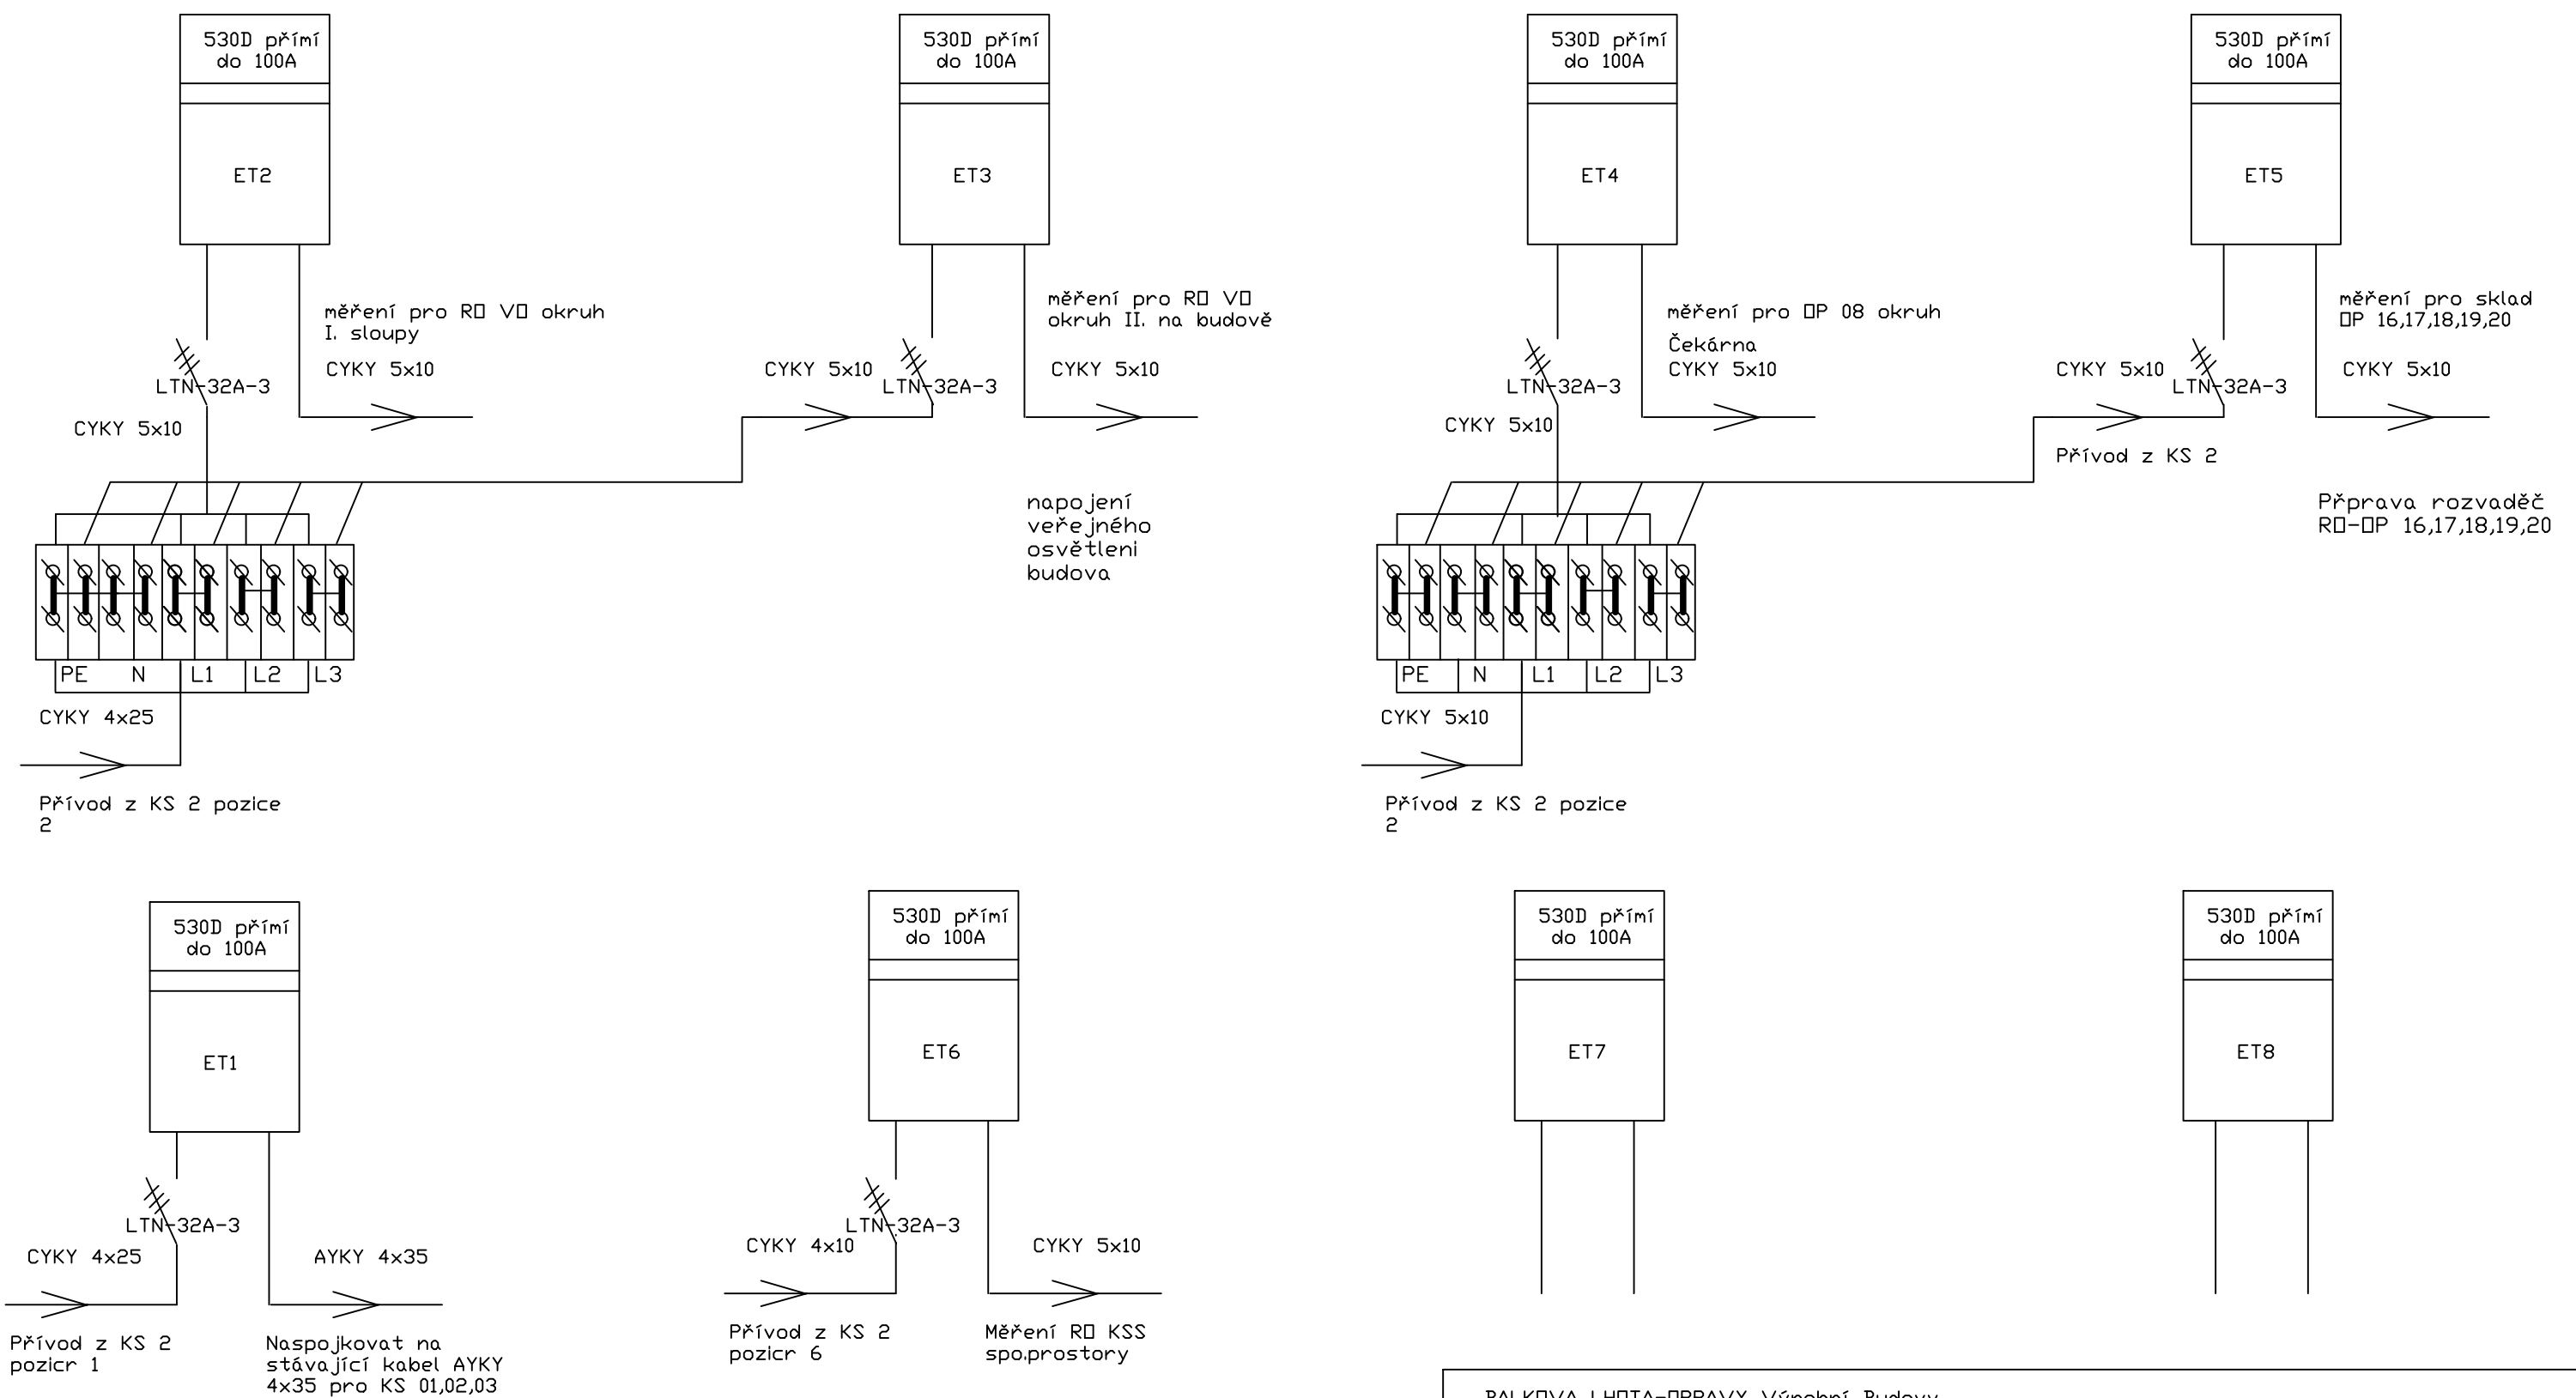 530D přímí
do 100A
ET2
530D přímí
do 100A
ET3
530D přímí
do 100A
ET4
530D přímí
do 100A
ET5
měření pro RO VO okruh
I. sloupy
CYKY 5x10
LTN-32A-3
CYKY 5x10
měření pro RO VO
okruh II. na budově
CYKY 5x10
LTN-32A-3
CYKY 5x10
měření pro OP 08 okruh
Čekárna
CYKY 5x10
LTN-32A-3
CYKY 5x10
měření pro sklad
OP 16,17,18,19,20
CYKY 5x10
LTN-32A-3
CYKY 5x10
Přívod z KS 2
napojení
veřejného
osvětleni
budova
Přprava rozvaděč
RO-OP 16,17,18,19,20
PE N L1 L2 L3
CYKY 4x25
Přívod z KS 2 pozice
2
PE N L1 L2 L3
CYKY 5x10
Přívod z KS 2 pozice
2
530D přímí
do 100A
ET1
530D přímí
do 100A
ET6
530D přímí
do 100A
ET7
530D přímí
do 100A
ET8
LTN-32A-3
CYKY 4x25
AYKY 4x35
Přívod z KS 2
pozicr 1
Naspojkovat na
stávající kabel AYKY
4x35 pro KS 01,02,03
LTN-32A-3
CYKY 4x10
CYKY 5x10
Přívod z KS 2
pozicr 6
Měření RO KSS
spo.prostory